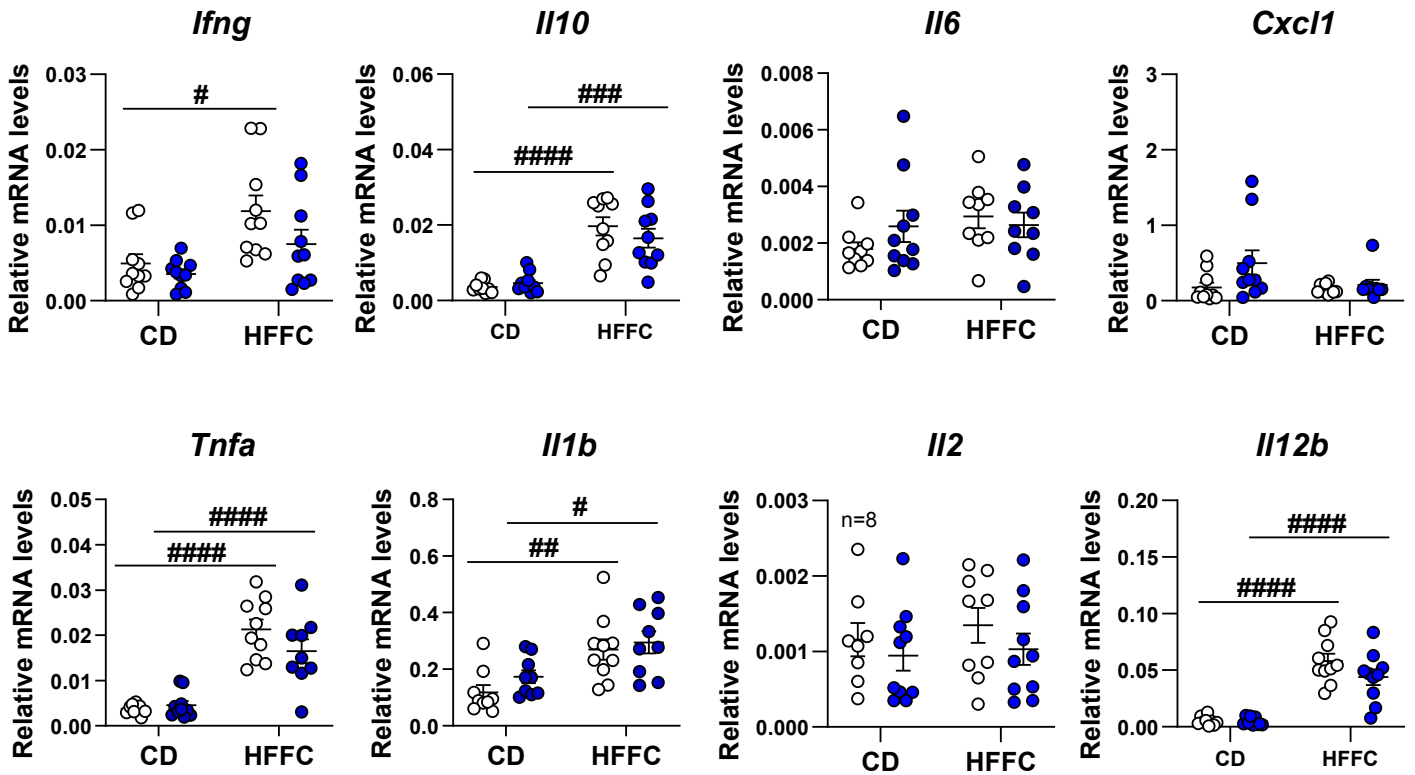 Ifng
Relative mRNA levels
0.03
0.02
0.01
0.00
#
CD HFFC
Il10
Relative mRNA levels
0.06
0.04
0.02
0.00
###
####
CD HFFC
Il6
Relative mRNA levels
0.008
0.006
0.004
0.002
0.000
CD HFFC
Cxcl1
Relative mRNA levels
3
2
1
0
CD HFFC
Tnfa
Relative mRNA levels
0.05
0.04
0.03
0.02
0.01
0.00
####
####
CD HFFC
Il1b
Relative mRNA levels
0.8
0.6
0.4
0.2
0.0
#
##
CD HFFC
Il2
Relative mRNA levels
0.003
0.002
0.001
0.000
n=8
CD HFFC
Il12b
Relative mRNA levels
0.20
0.15
0.10
0.05
0.00
####
####
CD HFFC